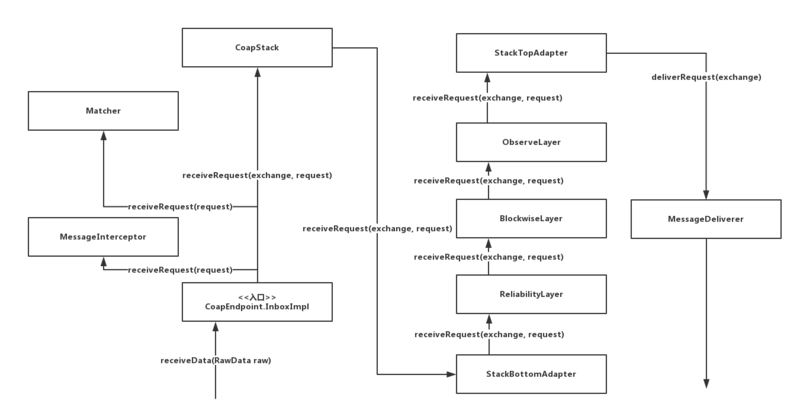 CoapStack
StackTopAdapter
deliverRequest(exchange)
receiveRequest(exchange, request)
Matcher
ObserveLayer
receiveRequest(exchange, request)
receiveRequest(exchange, request)
receiveRequest(request)
BlockwiseLayer
MessageDeliverer
receiveRequest(exchange, request)
MessageInterceptor
receiveRequest(exchange, request)
receiveRequest(request)
ReliabilityLayer
<<入口>>
CoapEndpoint.InboxImpl
receiveRequest(exchange, request)
receiveData(RawData raw)
StackBottomAdapter